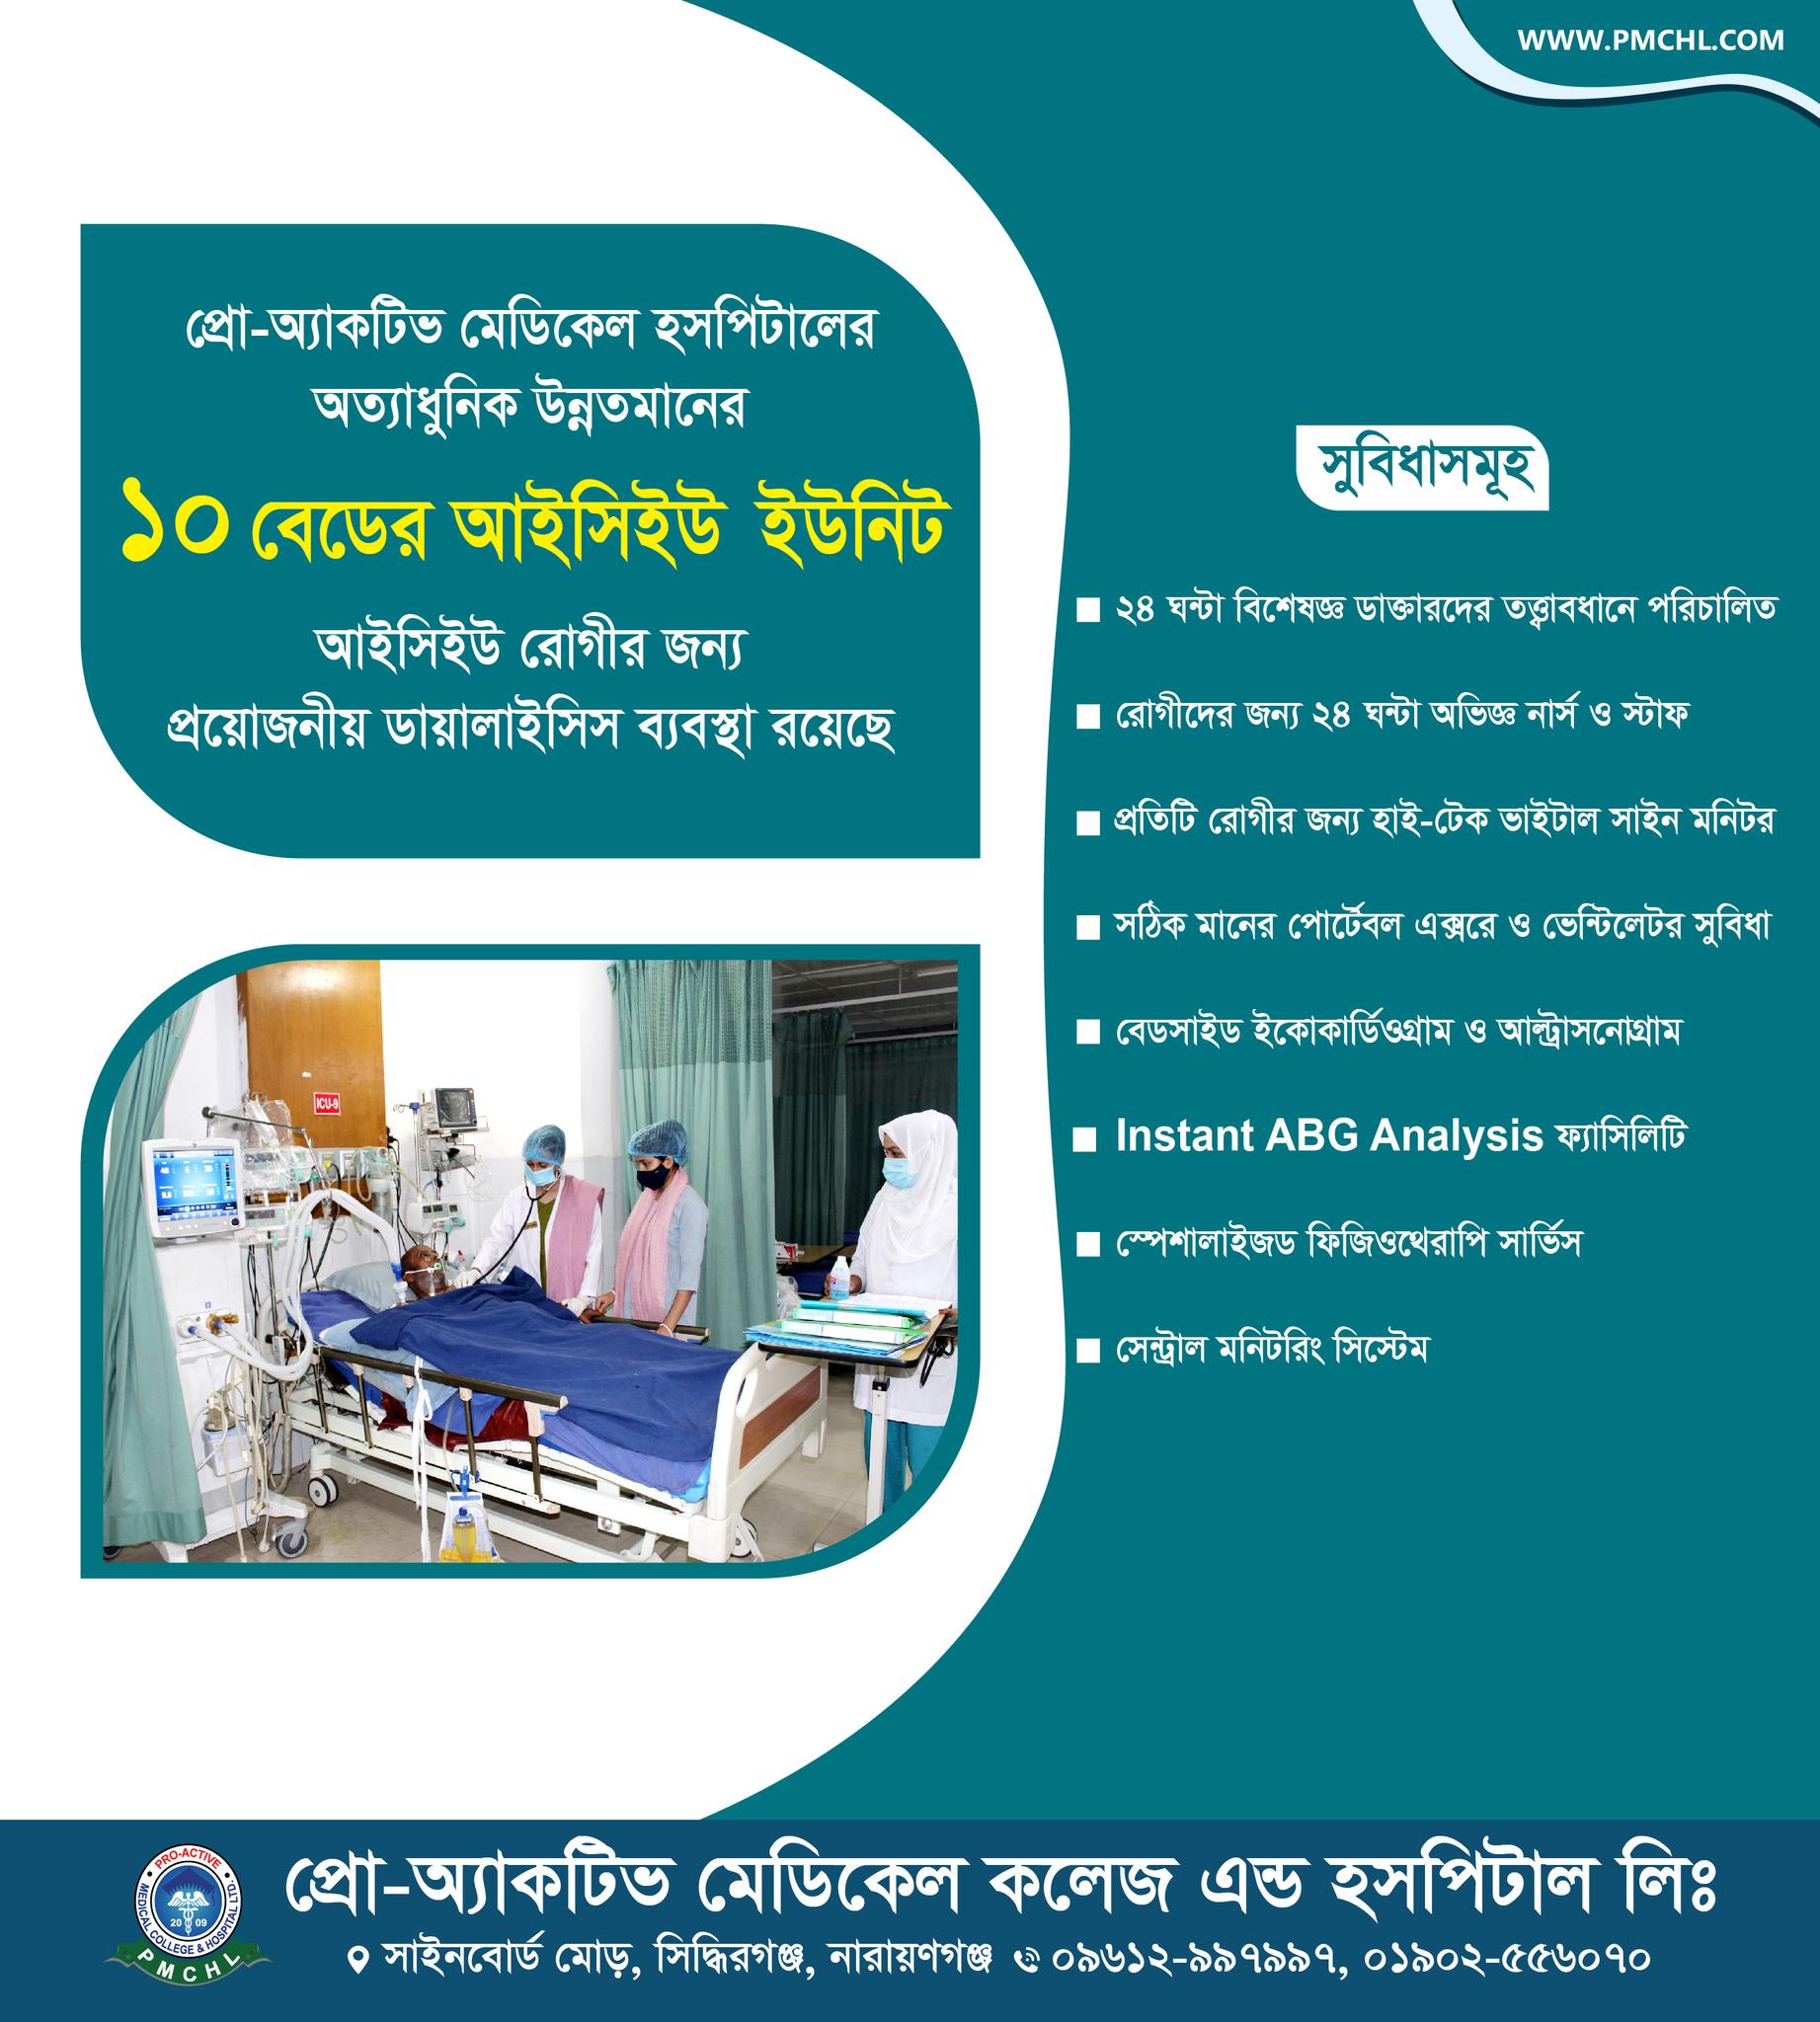 WWW.PMCHL.COM
প্রো-অ্যাকটিভ মেডিকেল হসপিটালের
অত্যাধুনিক উন্নতমানের
১০ বেডের আইসিইউ ইউনিট
আইসিইউ রোগীর জন্য
প্রয়োজনীয় ডায়ালাইসিস ব্যবস্থা রয়েছে
ICU-9
সুবিধাসমূহ
২৪ ঘন্টা বিশেষজ্ঞ ডাক্তারদের তত্ত্বাবধানে পরিচালিত
রোগীদের জন্য ২৪ ঘন্টা অভিজ্ঞ নার্স ও স্টাফ
প্রতিটি রোগীর জন্য হাই-টেক ভাইটাল সাইন মনিটর
সঠিক মানের পোর্টেবল এক্সরে ও ভেন্টিলেটর সুবিধা
বেডসাইড ইকোকার্ডিওগ্রাম ও আল্ট্রাসনোগ্রাম
Instant ABG Analysis ফ্যাসিলিটি
স্পেশালাইজড ফিজিওথেরাপি সার্ভিস
সেন্ট্রাল মনিটরিং সিস্টেম
প্রো-অ্যাকটিভ মেডিকেল কলেজ এন্ড হসপিটাল লিঃ
সাইনবোর্ড মোড়, সিদ্ধিরগঞ্জ, নারায়ণগঞ্জ ০৯৬১২-৯৯৭৯৯৭, ০১৯০২-৫৫৬০৭০
PRO-ACTIVE
MEDICAL COLLEGE & HOSPITAL LTD.
20 09
PMCHL